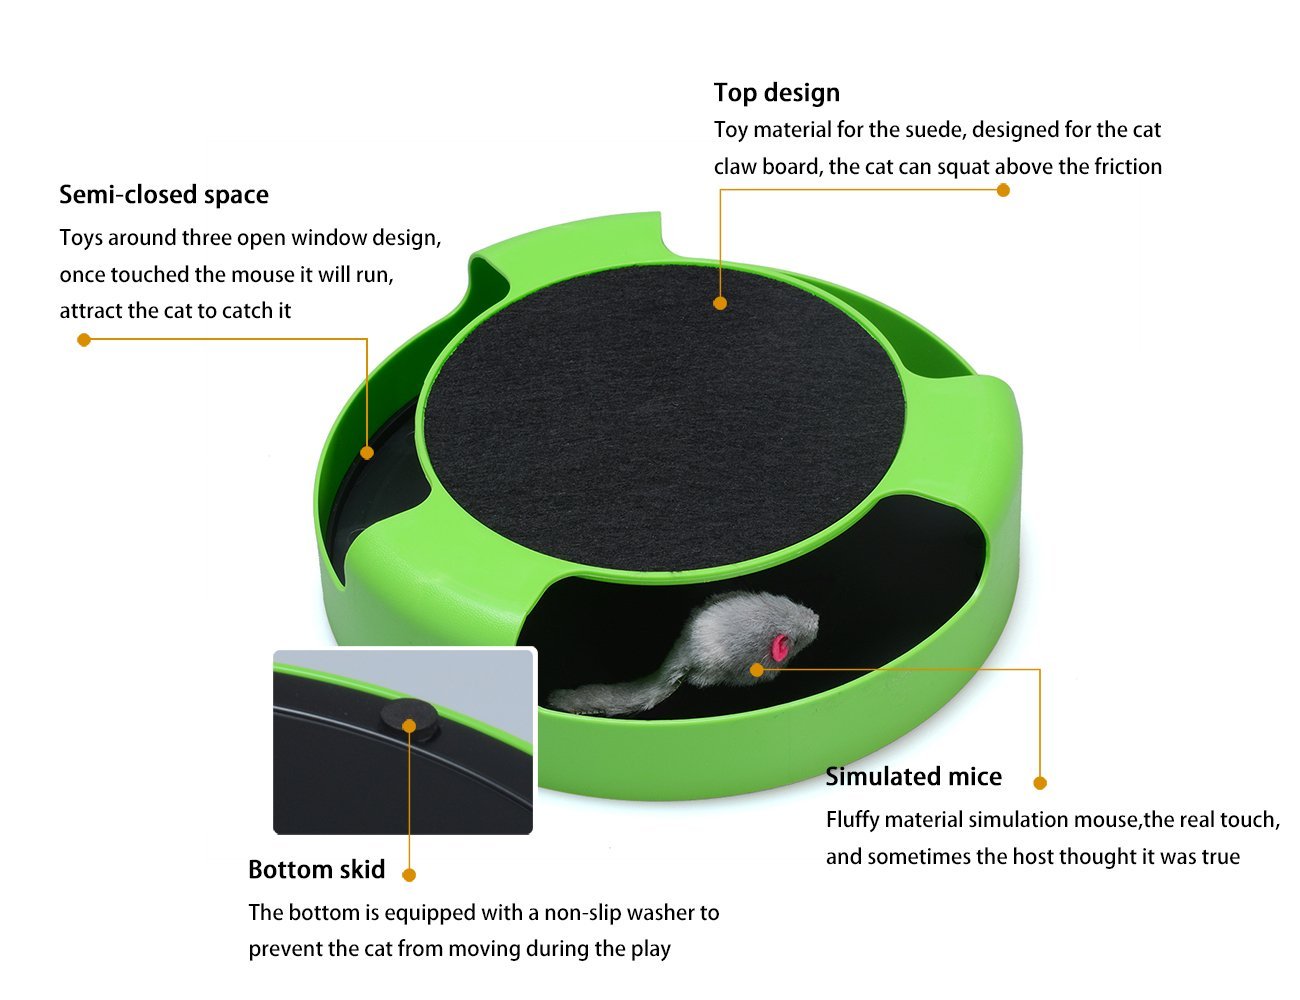 Top design
Toy material for the suede, designed for the cat
claw board, the cat can squat above the friction
Semi-closed space
Toys around three open window design,
once touched the mouse it will run,
attract the cat to catch it
Simulated mice
Fluffy material simulation mouse,the real touch,
and sometimes the host thought it was true
Bottom skid
The bottom is equipped with a non-slip washer to
prevent the cat from moving during the play